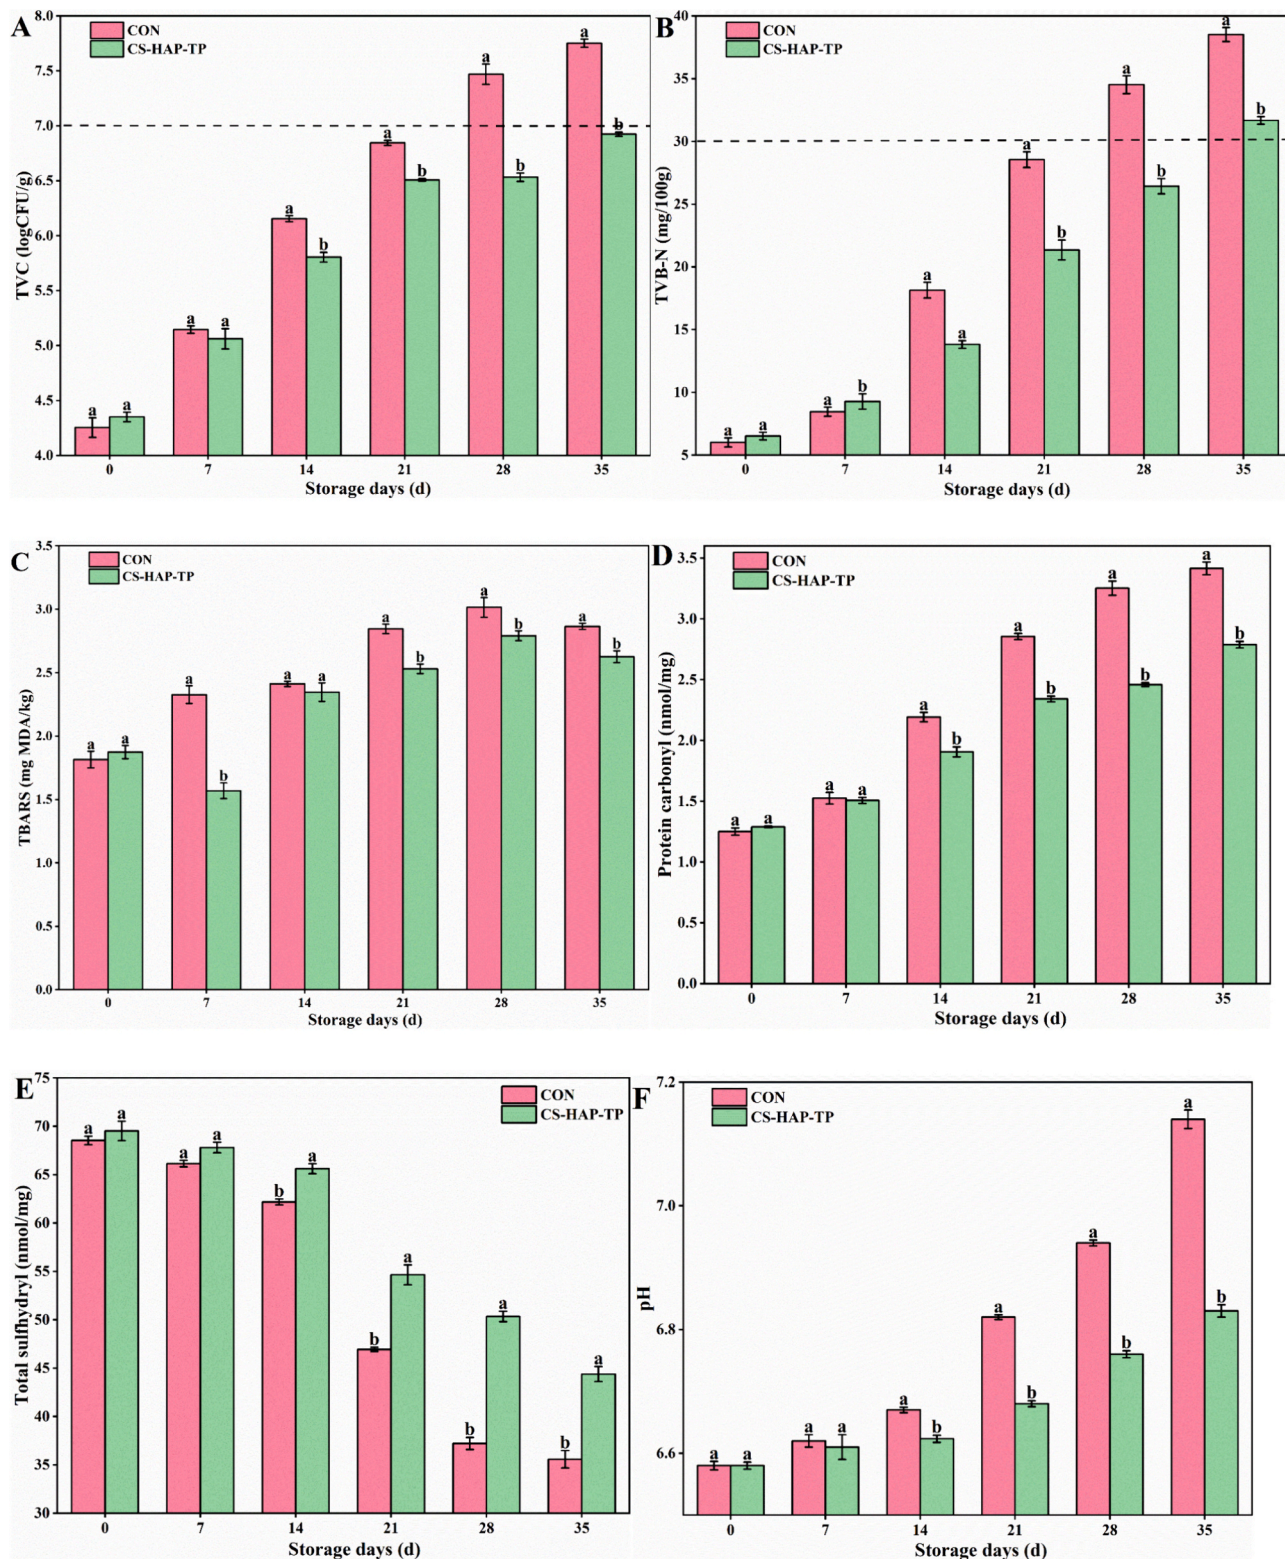 A
CON
CS-HAP-TP
8.0
7.5
7.0
6.5
6.0
5.5
5.0
4.5
4.0
TVC (logCFU/g)
a a
a a
a b
a b
a b
a b
0 7 14 21 28 35
Storage days (d)
B
CON
CS-HAP-TP
40
35
30
25
20
15
10
5
TVB-N (mg/100g)
a a
a b
a a
a b
a b
a b
0 7 14 21 28 35
Storage days (d)
C
CON
CS-HAP-TP
3.5
3.0
2.5
2.0
1.5
1.0
0.5
0.0
TBARS (mg MDA/kg)
a a
a b
a a
a b
a b
a b
0 7 14 21 28 35
Storage days (d)
D
CON
CS-HAP-TP
3.5
3.0
2.5
2.0
1.5
1.0
0.5
0.0
Protein carbonyl (nmol/mg)
a a
a a
a b
a b
a b
a b
0 7 14 21 28 35
Storage days (d)
E
CON
CS-HAP-TP
75
70
65
60
55
50
45
40
35
30
Total sulfhydryl (nmol/mg)
a a
a a
b a
b a
b a
b a
0 7 14 21 28 35
Storage days (d)
F
CON
CS-HAP-TP
7.2
7.0
6.8
6.6
pH
a a
a a
a b
a b
a b
a b
0 7 14 21 28 35
Storage days (d)